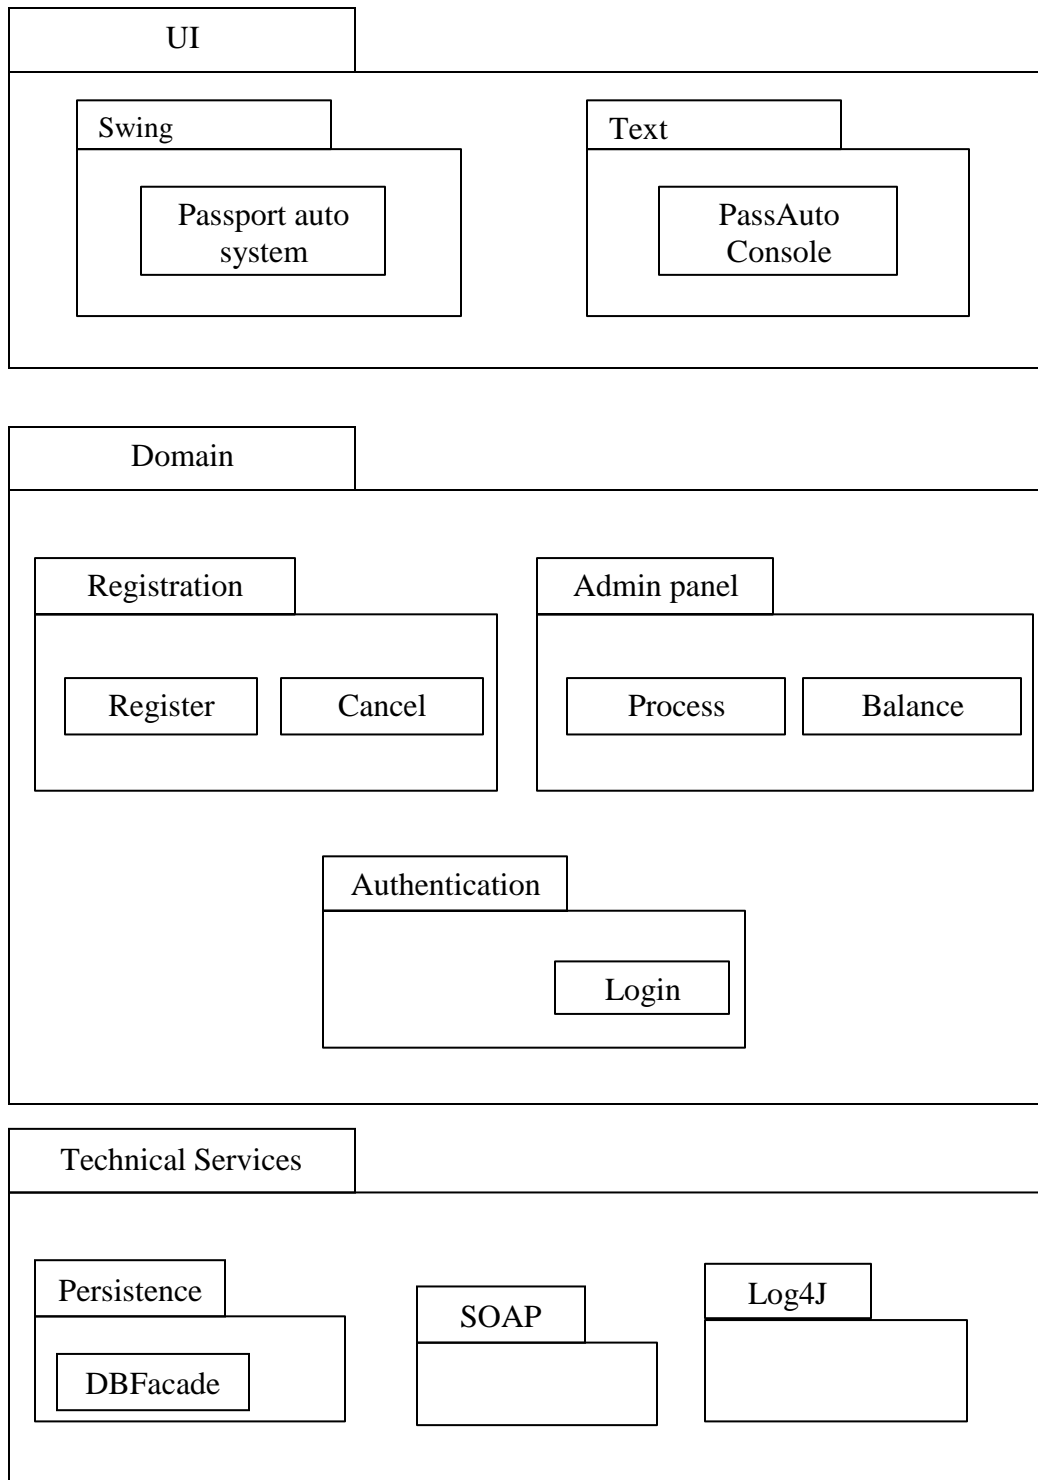 UI
Swing
Text
Passport auto
system
PassAuto
Console
Domain
Registration
Admin panel
Register
Cancel
Process
Balance
Authentication
Login
Technical Services
Persistence
SOAP
Log4J
DBFacade